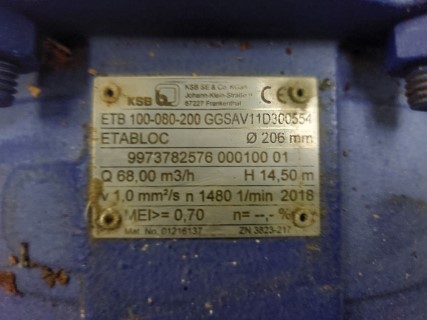 KSB SE & Co. KGaA
Johann-Klein-Straße 9
67227 Frankenthal
KSB
CE
ETB 100-080-200 GGSAV11D300554
ETABLOC Ø 206 mm
9973782576 000100 01
Q 68,00 m3/h H 14,50 m
v 1,0 mm²/s n 1480 1/min 2018
MEI>= 0,70 n= --,- %
Mat. No. 01216137 ZN 3823-217